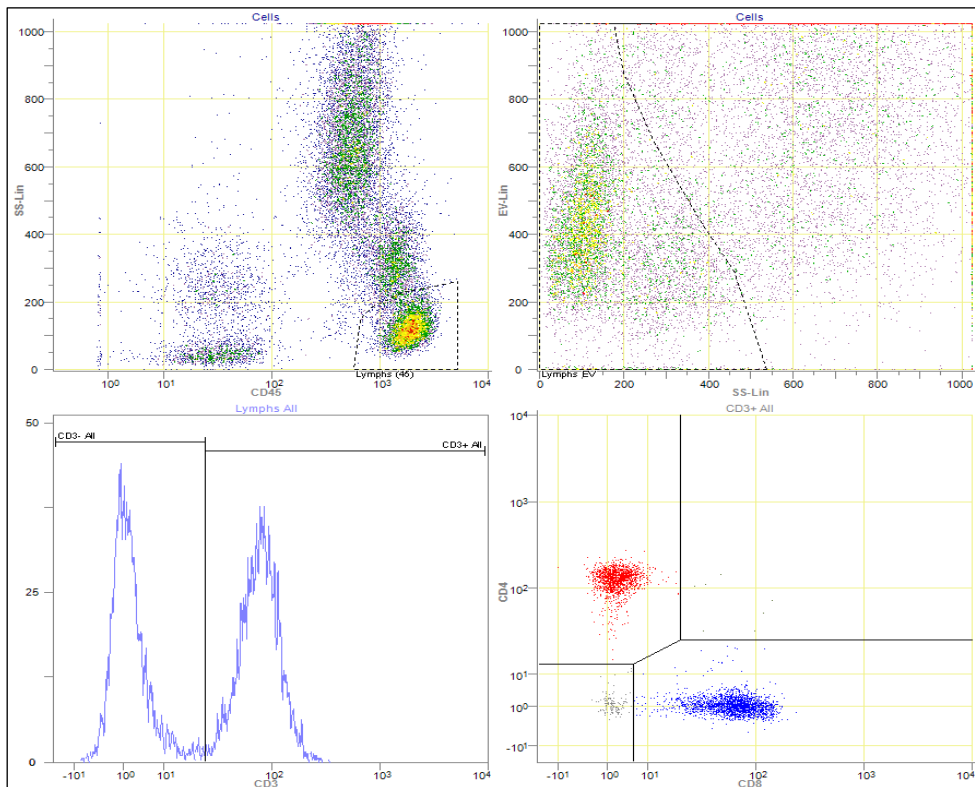 Cells
1000
800
600
400
200
0
SS-Lin
10⁰ 10¹ 10² 10³ 10⁴
Lymphs (45)
CD45
Cells
1000
800
600
400
200
0
EV-Lin
0 200 400 600 800 1000
Lymphs EV
SS-Lin
Lymphs All
50
25
0
CD3- All
CD3+ All
-10¹ 10⁰ 10¹ 10² 10³ 10⁴
CD3
CD3+ All
10⁴
10³
10²
10¹
10⁰
-10¹
CD4
-10¹ 10⁰ 10¹ 10² 10³ 10⁴
CD8